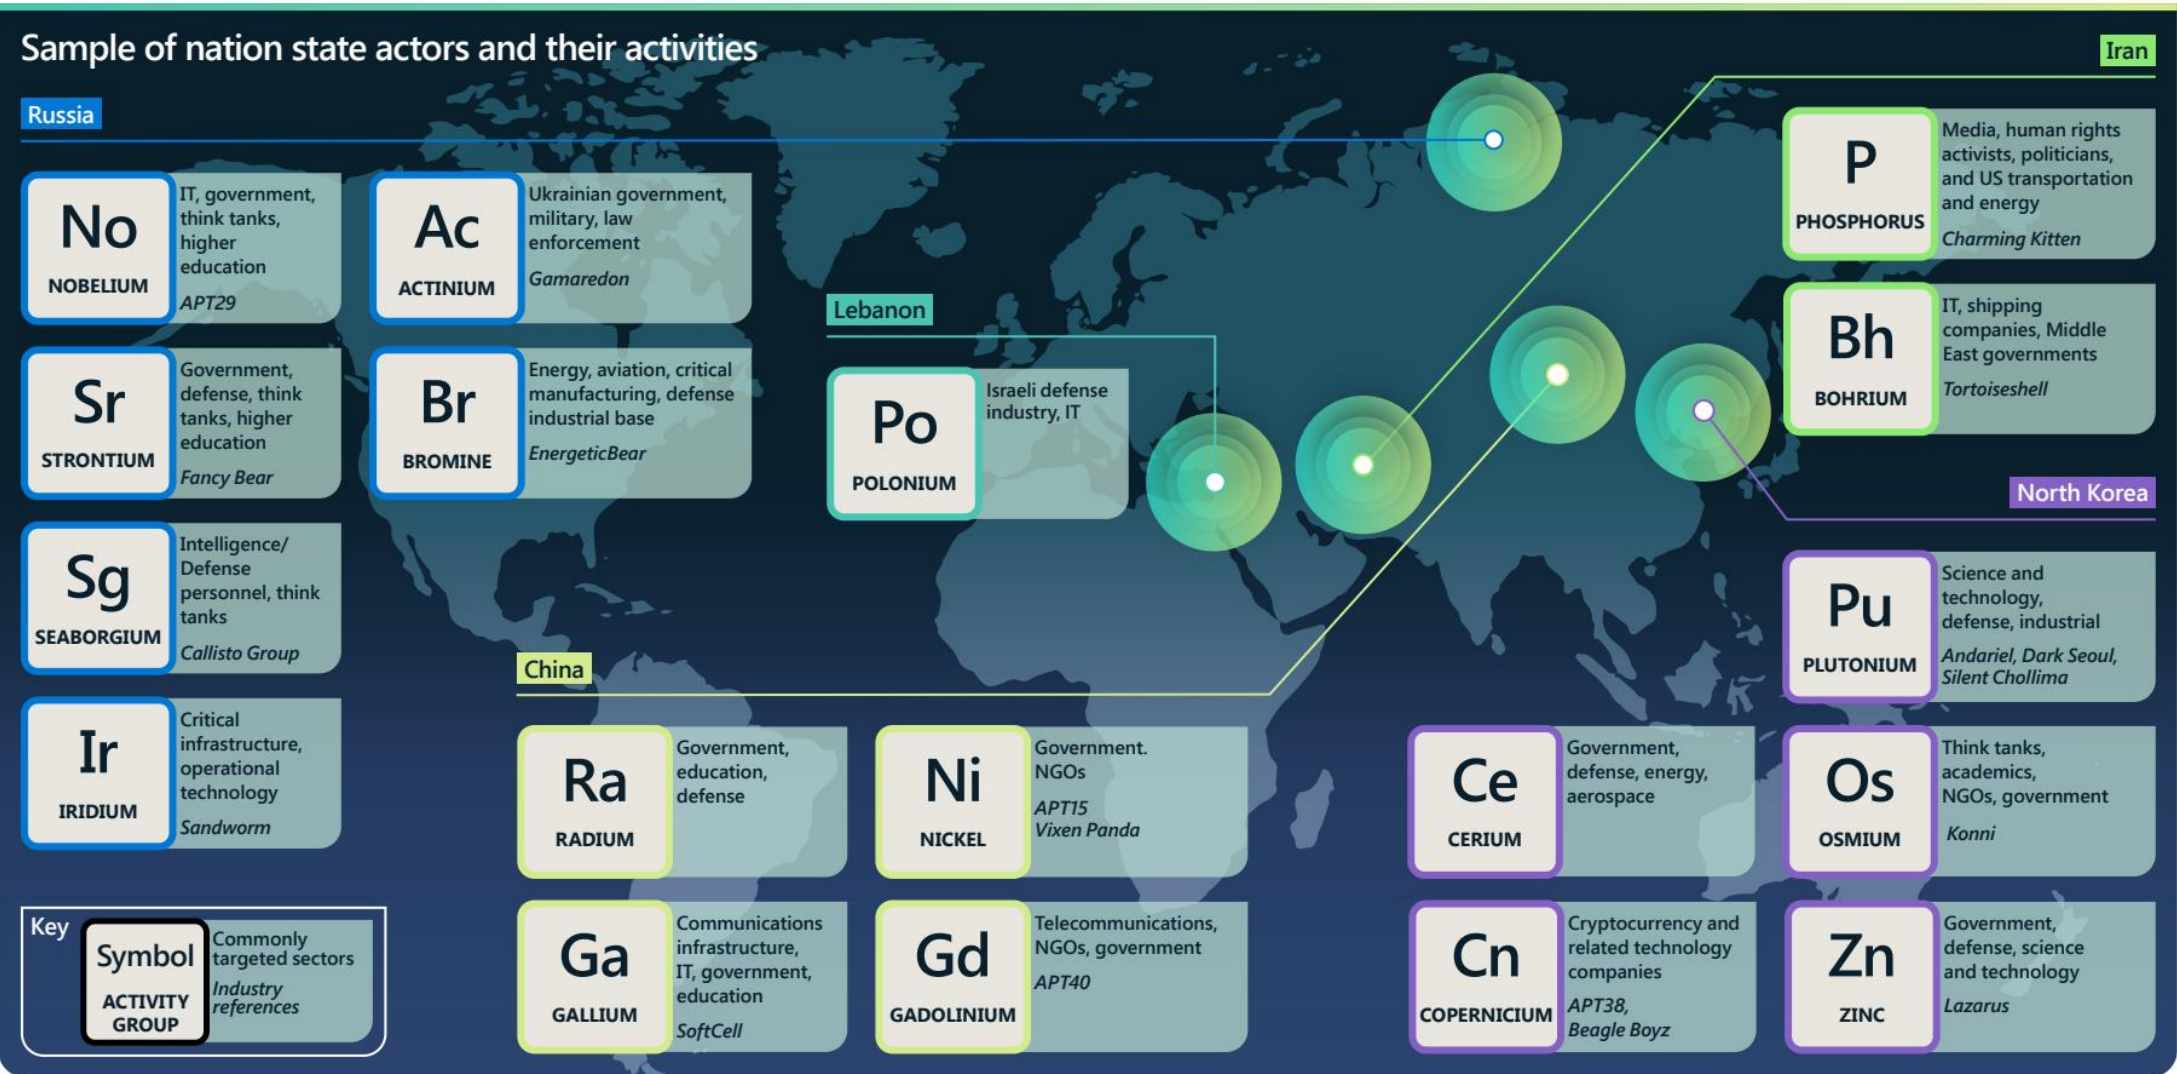 Sample of nation state actors and their activities
Russia
No
NOBELIUM
IT, government,
think tanks,
higher
education
APT29
Ac
ACTINIUM
Ukrainian government,
military, law
enforcement
Gamaredon
Sr
STRONTIUM
Government,
defense, think
tanks, higher
education
Fancy Bear
Br
BROMINE
Energy, aviation, critical
manufacturing, defense
industrial base
EnergeticBear
Sg
SEABORGIUM
Intelligence/
Defense
personnel, think
tanks
Callisto Group
Ir
IRIDIUM
Critical
infrastructure,
operational
technology
Sandworm
Key
Symbol
ACTIVITY
GROUP
Commonly
targeted sectors
Industry
references
Lebanon
Po
POLONIUM
Israeli defense
industry, IT
China
Ra
RADIUM
Government,
education,
defense
Ni
NICKEL
Government.
NGOs
APT15
Vixen Panda
Ga
GALLIUM
Communications
infrastructure,
IT, government,
education
SoftCell
Gd
GADOLINIUM
Telecommunications,
NGOs, government
APT40
Iran
P
PHOSPHORUS
Media, human rights
activists, politicians,
and US transportation
and energy
Charming Kitten
Bh
BOHRIUM
IT, shipping
companies, Middle
East governments
Tortoiseshell
North Korea
Pu
PLUTONIUM
Science and
technology,
defense, industrial
Andariel, Dark Seoul,
Silent Chollima
Ce
CERIUM
Government,
defense, energy,
aerospace
Os
OSMIUM
Think tanks,
academics,
NGOs, government
Konni
Cn
COPERNICIUM
Cryptocurrency and
related technology
companies
APT38,
Beagle Boyz
Zn
ZINC
Government,
defense, science
and technology
Lazarus